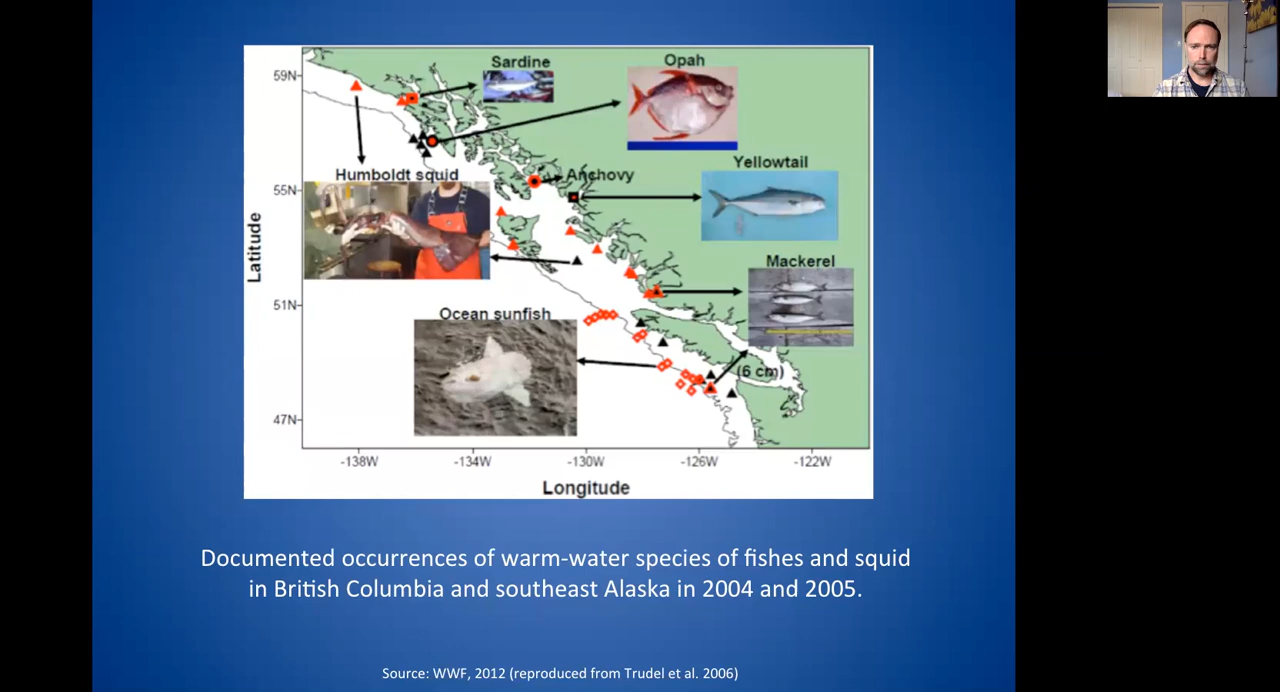 Sardine
Opah
59N
Yellowtail
Humboldt squid
Anchovy
55N
Latitude
Mackerel
51N
Ocean sunfish
(6 cm)
47N
-138W -134W -130W -126W -122W
Longitude
Documented occurrences of warm-water species of fishes and squid
in British Columbia and southeast Alaska in 2004 and 2005.
Source: WWF, 2012 (reproduced from Trudel et al. 2006)